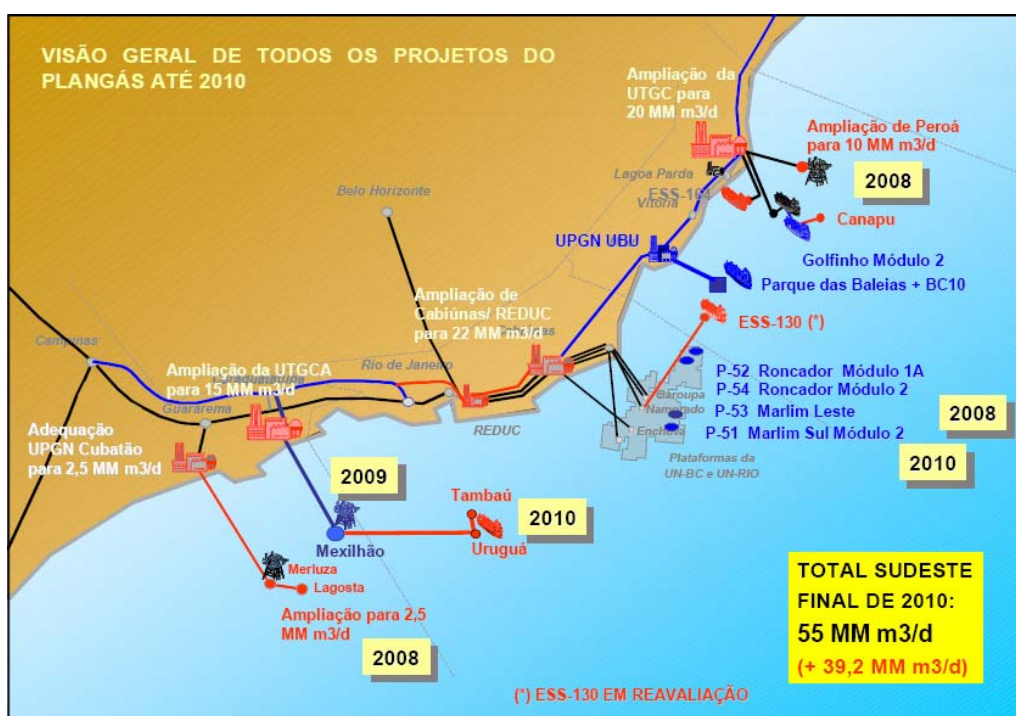 VISÃO GERAL DE TODOS OS PROJETOS DO
PLANGÁS ATÉ 2010
Ampliação da
UTGC para
20 MM m3/d
Ampliação de Peroá
para 10 MM m3/d
2008
Lagoa Parda
Belo Horizonte
ESS-164
Vitória
Canapu
UPGN UBU
Golfinho Módulo 2
Parque das Baleias + BC10
Ampliação de
Cabiúnas/ REDUC
para 22 MM m3/d
Cabiúnas
ESS-130 (*)
Campinas
Ampliação da UTGCA
para 15 MM m3/d
Caraguatatuba
Rio de Janeiro
P-52 Roncador Módulo 1A
P-54 Roncador Módulo 2
P-53 Marlim Leste
P-51 Marlim Sul Módulo 2
Garoupa
Namorado
Enchova
2008
2010
Guararema
REDUC
Plataformas da
UN-BC e UN-RIO
Adequação
UPGN Cubatão
para 2,5 MM m3/d
2009
Tambaú
2010
Uruguá
Mexilhão
Merluza
Lagosta
Ampliação para 2,5
MM m3/d
2008
TOTAL SUDESTE
FINAL DE 2010:
55 MM m3/d
(+ 39,2 MM m3/d)
(*) ESS-130 EM REAVALIAÇÃO